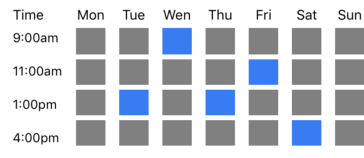 Time Mon Tue Wen Thu Fri Sat Sun
9:00am
11:00am
1:00pm
4:00pm